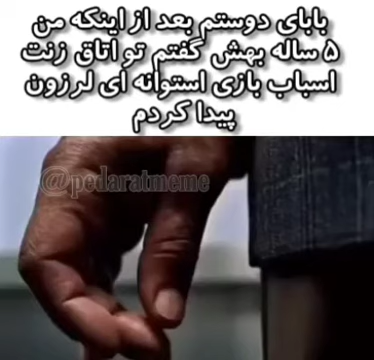 بابای دوستم بعد از اینکه من
۵ ساله بهش گفتم تو اتاق زنت
اسباب بازی استوانه ای لرزون
پیدا کردم
@pedaratmeme